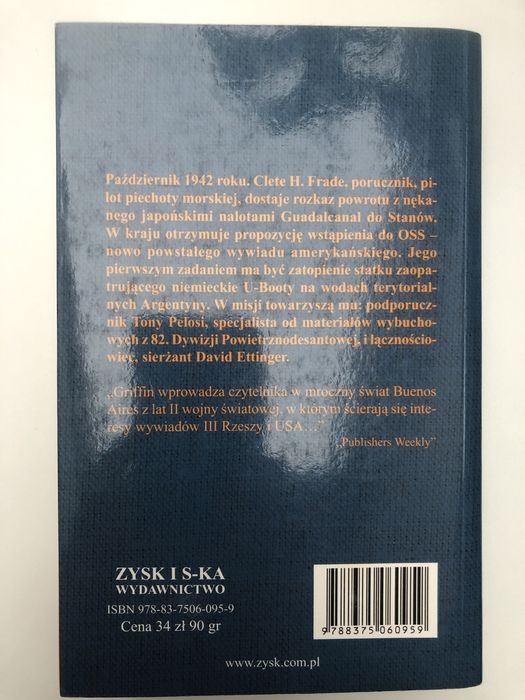 Październik 1942 roku. Clete H. Frade, porucznik, pi-
lot piechoty morskiej, dostaje rozkaz powrotu z nęka-
nego japońskimi nalotami Guadalcanal do Stanów.
W kraju otrzymuje propozycję wstąpienia do OSS –
nowo powstałego wywiadu amerykańskiego. Jego
pierwszym zadaniem ma być zatopienie statku zaopa-
trującego niemieckie U-Booty na wodach terytorial-
nych Argentyny. W misji towarzyszą mu: podporucz-
nik Tony Pelosi, specjalista od materiałów wybucho-
wych z 82. Dywizji Powietrznodesantowej, i łącznościo-
wiec, sierżant David Ettinger.
„Griffin wprowadza czytelnika w mroczny świat Buenos
Aires z lat II wojny światowej, w którym ścierają się inte-
resy wywiadów III Rzeszy i USA...”
„Publishers Weekly”
ZYSK I S-KA
WYDAWNICTWO
ISBN 978-83-7506-095-9
Cena 34 zł 90 gr
9 788375 060959
www.zysk.com.pl